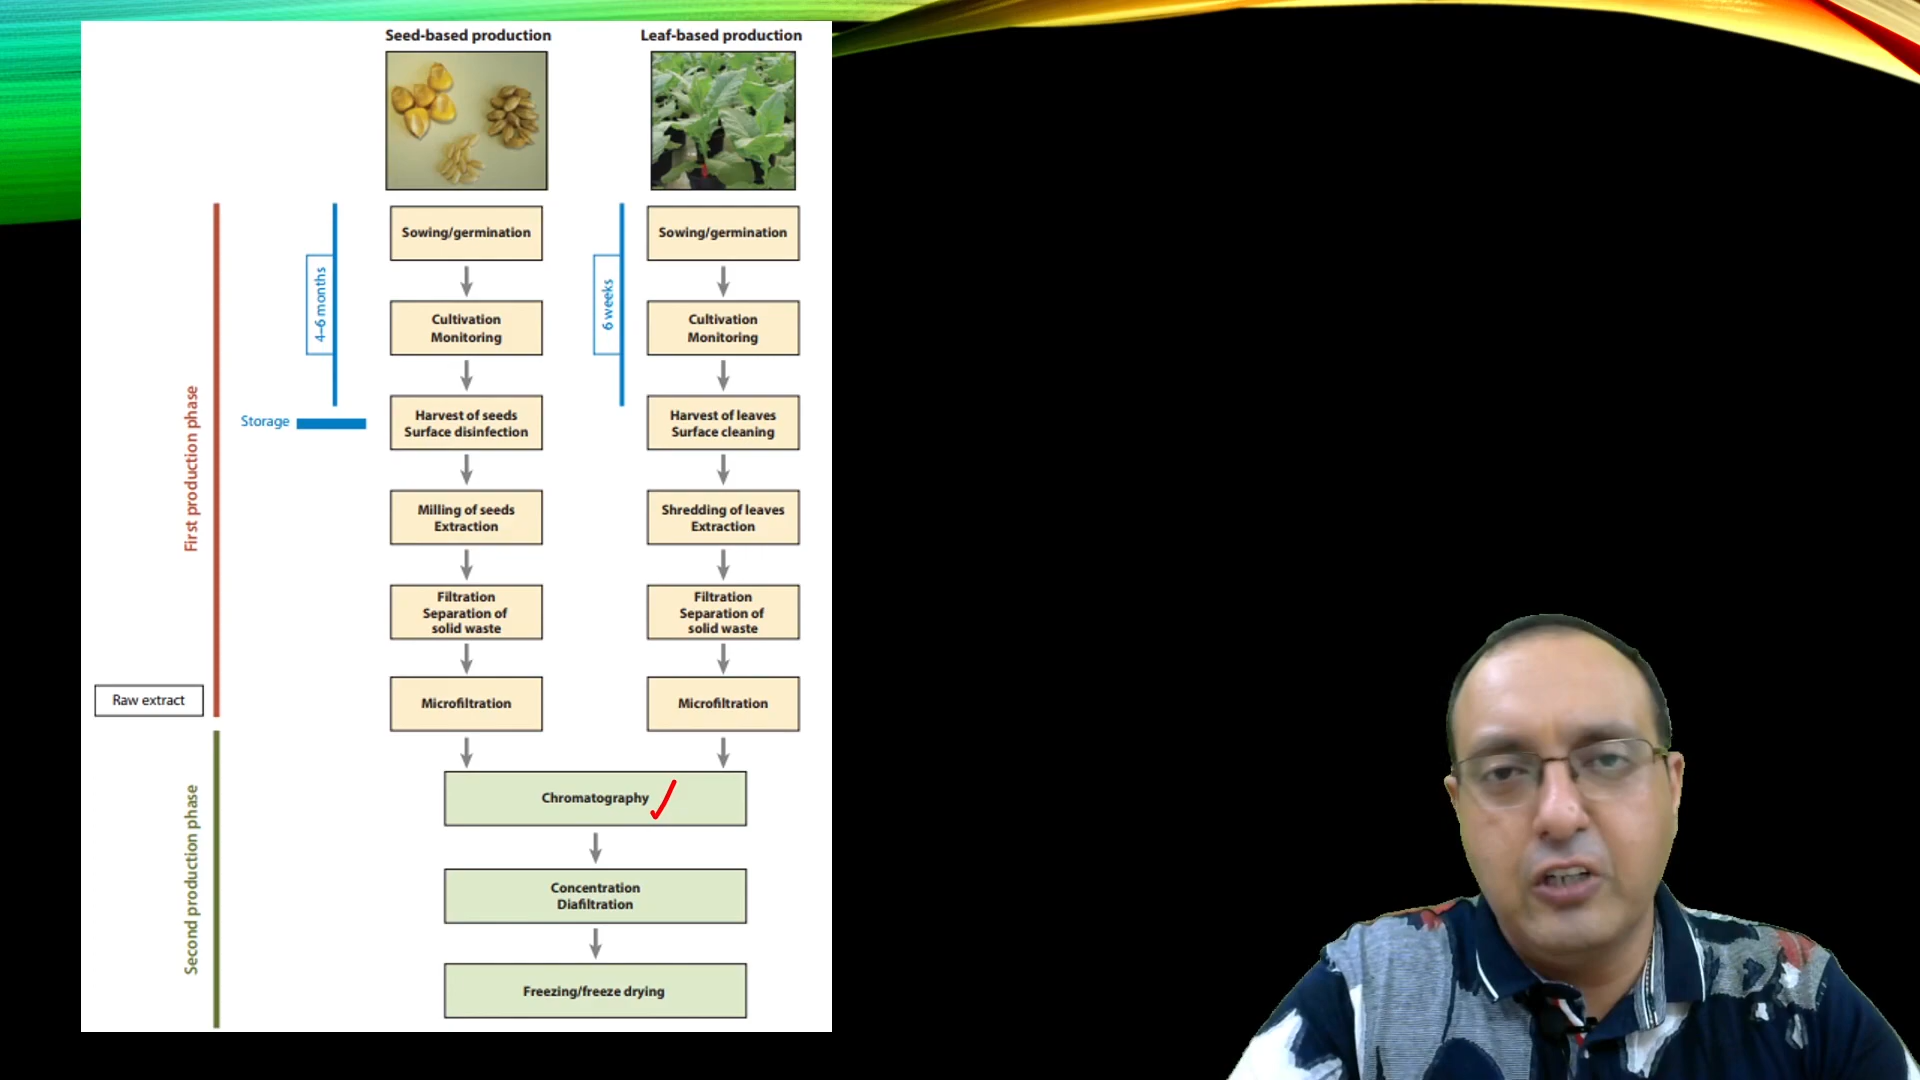 Seed-based production
Leaf-based production
First production phase
4–6 months
Storage
Sowing/germination
Cultivation
Monitoring
Harvest of seeds
Surface disinfection
Milling of seeds
Extraction
Filtration
Separation of
solid waste
Microfiltration
6 weeks
Sowing/germination
Cultivation
Monitoring
Harvest of leaves
Surface cleaning
Shredding of leaves
Extraction
Filtration
Separation of
solid waste
Microfiltration
Raw extract
Second production phase
Chromatography
Concentration
Diafiltration
Freezing/freeze drying